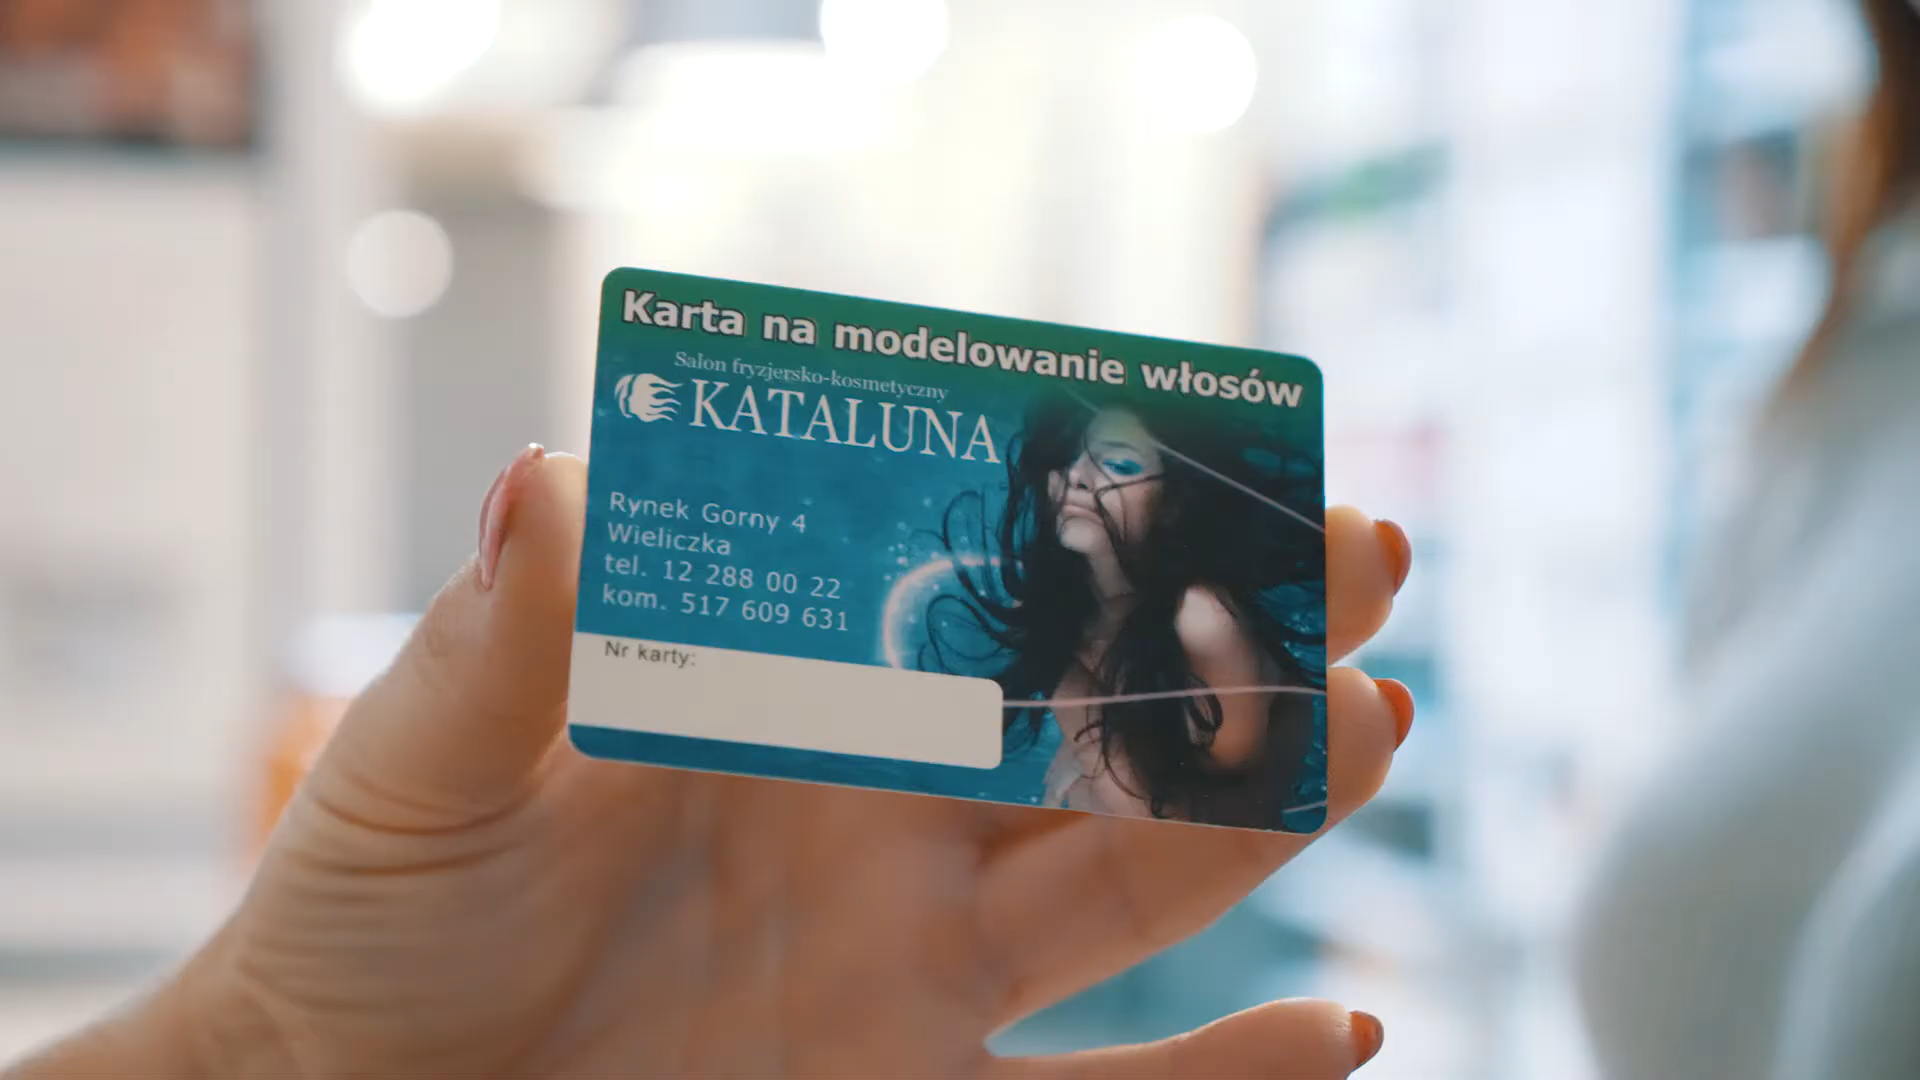 Karta na modelowanie włosów
Salon fryzjersko-kosmetyczny
KATALUNA
Rynek Gorny 4
Wieliczka
tel. 12 288 00 22
kom. 517 609 631
Nr karty: